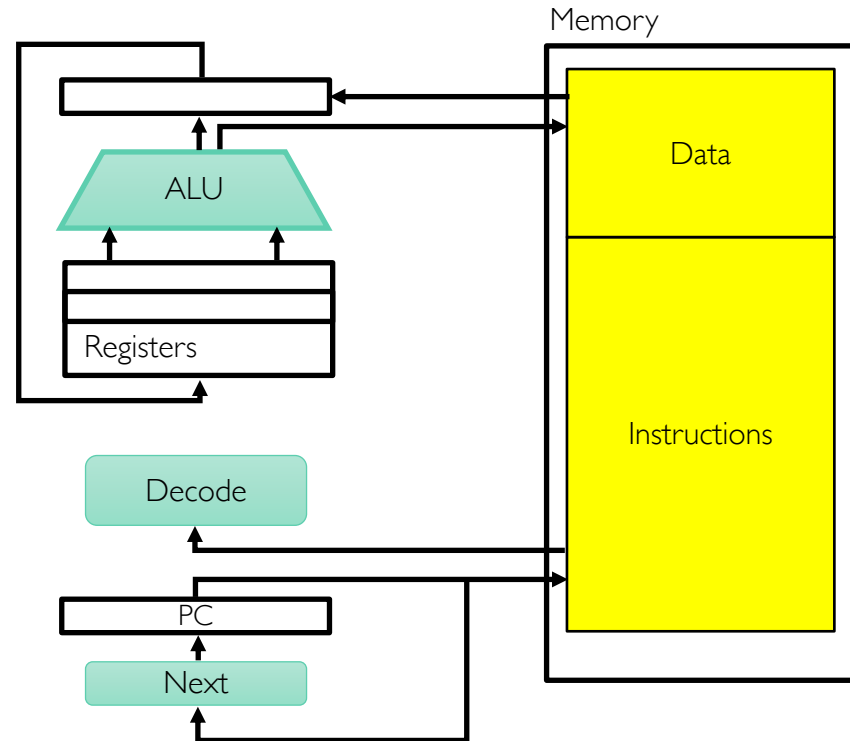 Memory
Data
ALU
Registers
Instructions
Decode
PC
Next